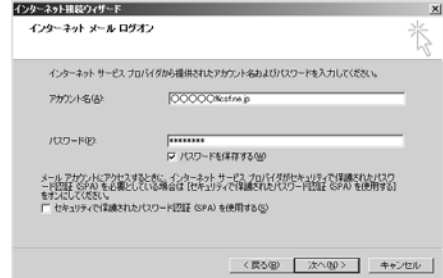 インターネット接続ウィザード
インターネット メール ログオン
インターネット サービス プロバイダから提供されたアカウント名およびパスワードを入力してください。
アカウント名(A):
○○○○○%csf.ne.jp
パスワード(P):
********
パスワードを保存する(W)
メール アカウントにアクセスするときに、インターネット サービス プロバイダがセキュリティで保護されたパスワ
ード認証 (SPA) を必要としている場合は [セキュリティで保護されたパスワード認証 (SPA) を使用する]
をオンにしてください。
セキュリティで保護されたパスワード認証 (SPA) を使用する(S)
< 戻る(B)
次へ(N) >
キャンセル